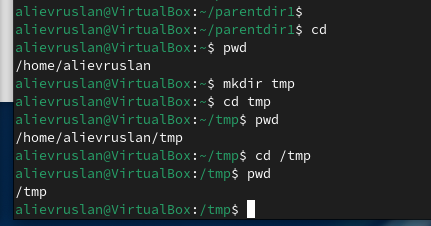 alievruslan@VirtualBox:~/parentdir1$
alievruslan@VirtualBox:~/parentdir1$ cd
alievruslan@VirtualBox:~$ pwd
/home/alievruslan
alievruslan@VirtualBox:~$ mkdir tmp
alievruslan@VirtualBox:~$ cd tmp
alievruslan@VirtualBox:~/tmp$ pwd
/home/alievruslan/tmp
alievruslan@VirtualBox:~/tmp$ cd /tmp
alievruslan@VirtualBox:/tmp$ pwd
/tmp
alievruslan@VirtualBox:/tmp$